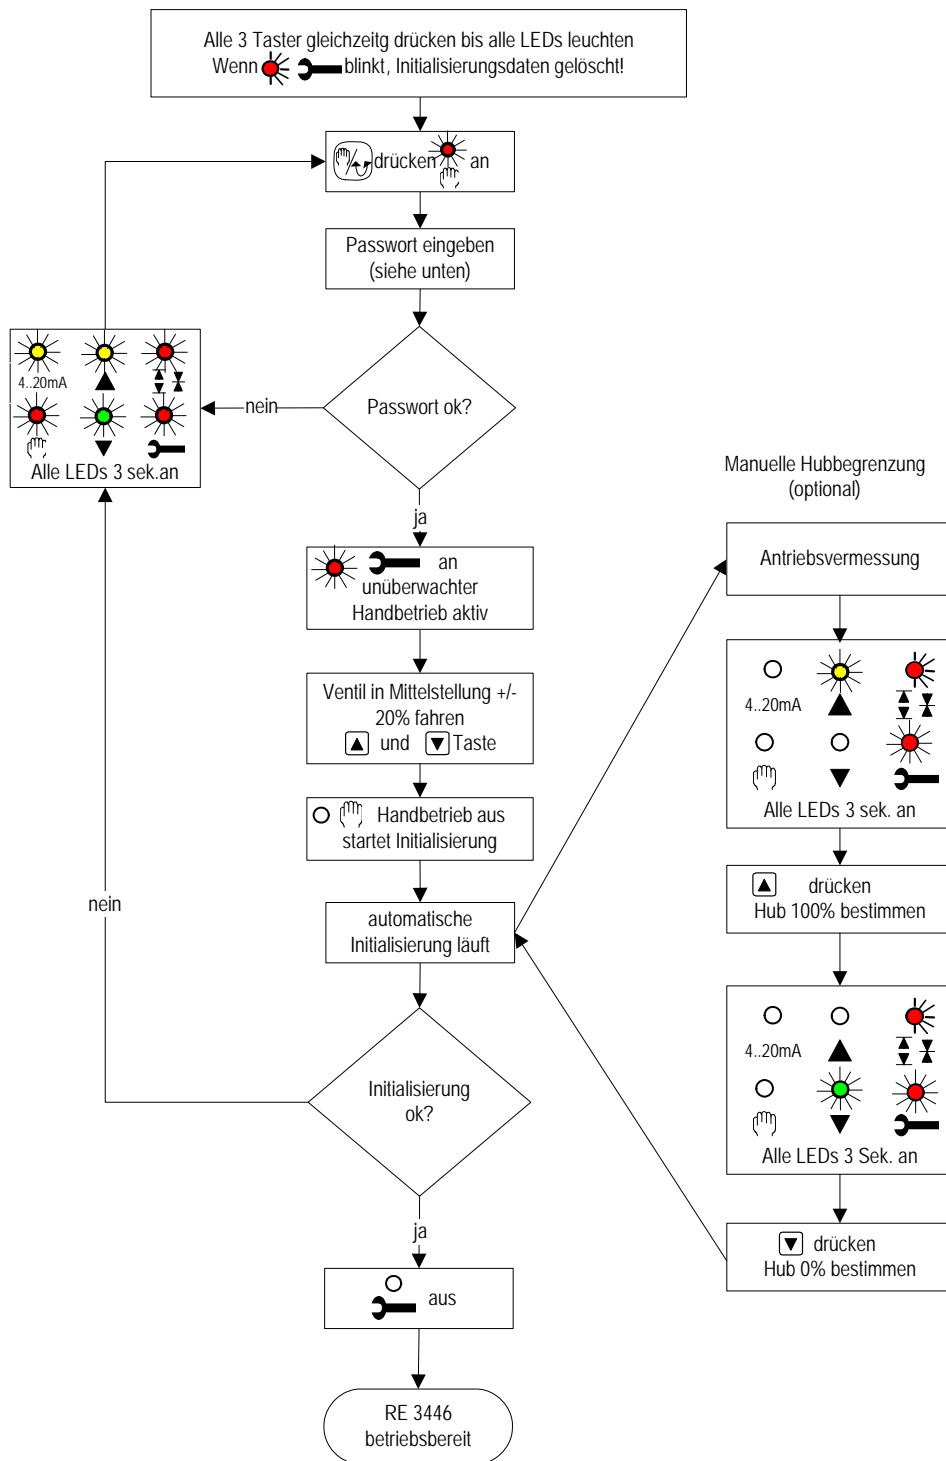 Alle 3 Taster gleichzeitg drücken bis alle LEDs leuchten
Wenn blinkt, Initialisierungsdaten gelöscht!
drücken an
Passwort eingeben
(siehe unten)
4..20mA
Alle LEDs 3 sek.an
nein
Passwort ok?
ja
an
unüberwachter
Handbetrieb aktiv
Ventil in Mittelstellung +/-
20% fahren
und Taste
Handbetrieb aus
startet Initialisierung
automatische
Initialisierung läuft
nein
Initialisierung
ok?
ja
aus
RE 3446
betriebsbereit
Manuelle Hubbegrenzung
(optional)
Antriebsvermessung
4..20mA
Alle LEDs 3 sek. an
drücken
Hub 100% bestimmen
4..20mA
Alle LEDs 3 Sek. an
drücken
Hub 0% bestimmen